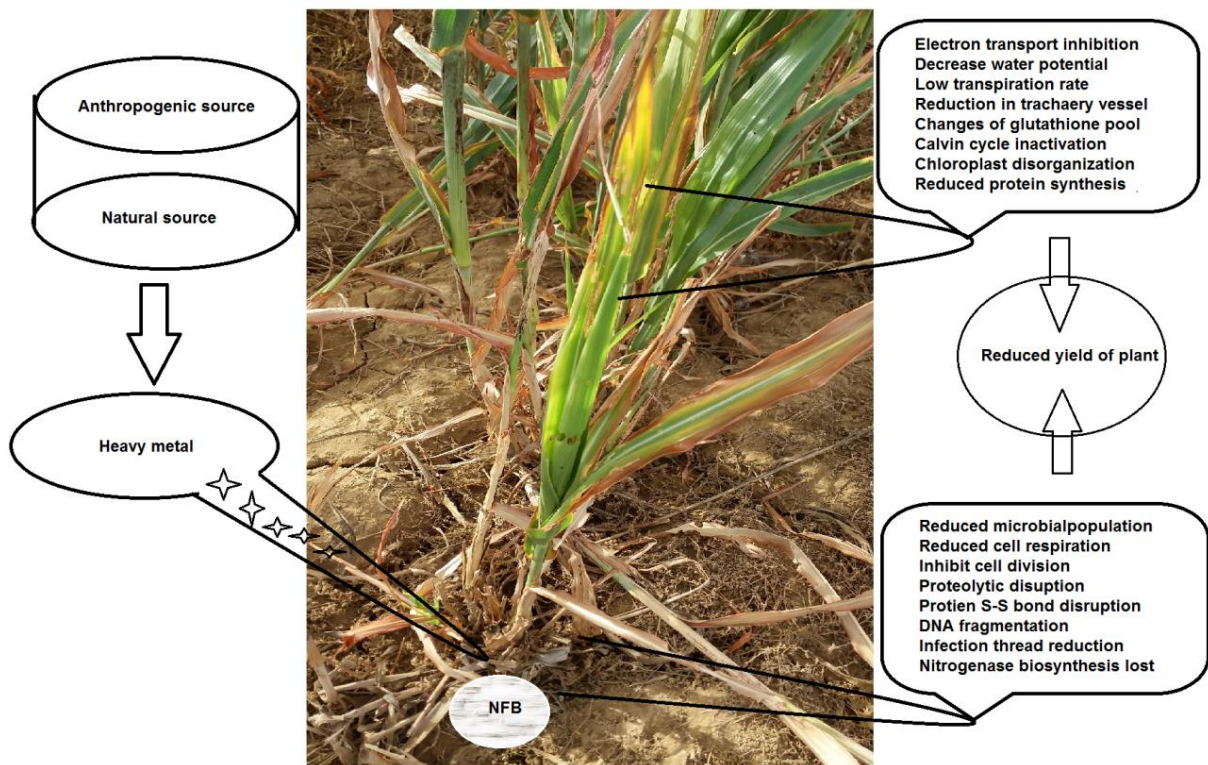 Anthropogenic source
Natural source
Heavy metal
NFB
Electron transport inhibition
Decrease water potential
Low transpiration rate
Reduction in trachaery vessel
Changes of glutathione pool
Calvin cycle inactivation
Chloroplast disorganization
Reduced protein synthesis .
Reduced yield of plant
Reduced microbialpopulation
Reduced cell respiration
Inhibit cell division
Proteolytic disuption
Protien S-S bond disruption
DNA fragmentation
Infection thread reduction
Nitrogenase biosynthesis lost